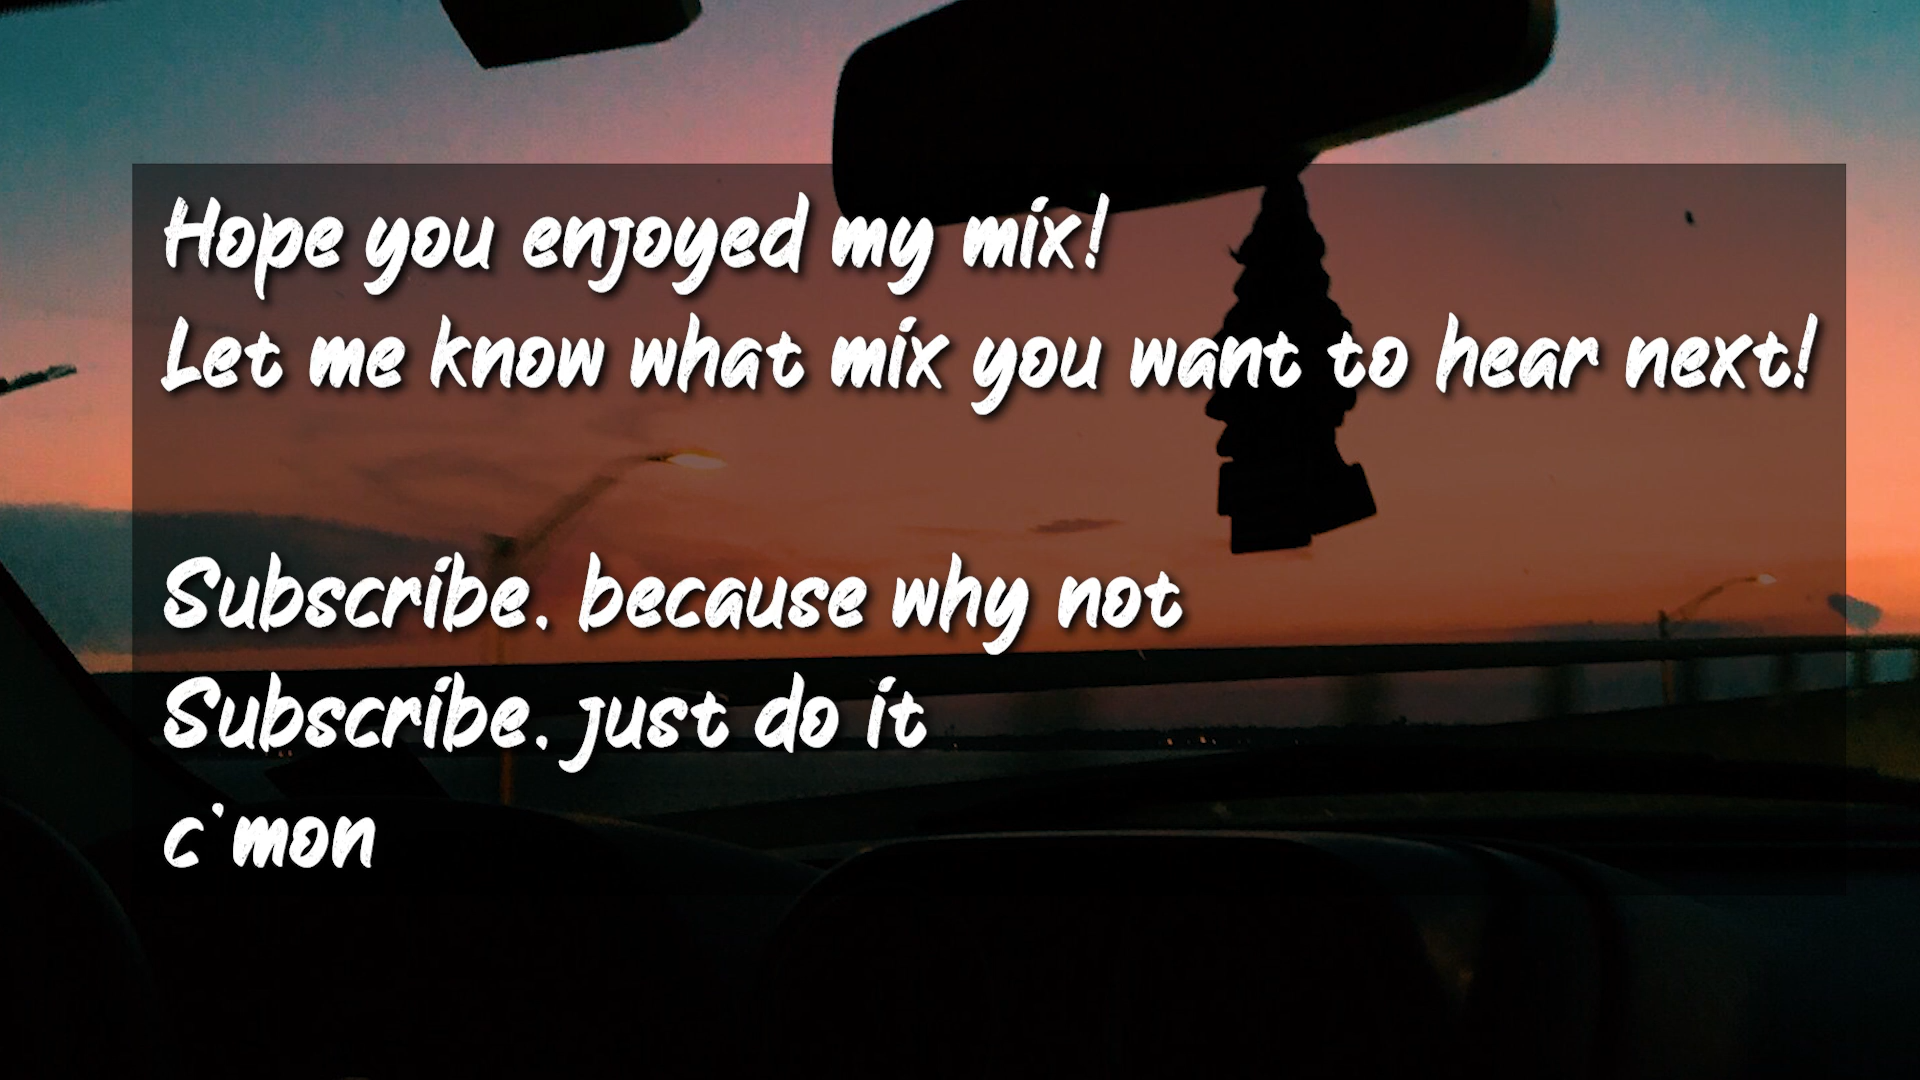 Hope you enjoyed my mix!
Let me know what mix you want to hear next!
Subscribe, because why not
Subscribe, just do it
c'mon